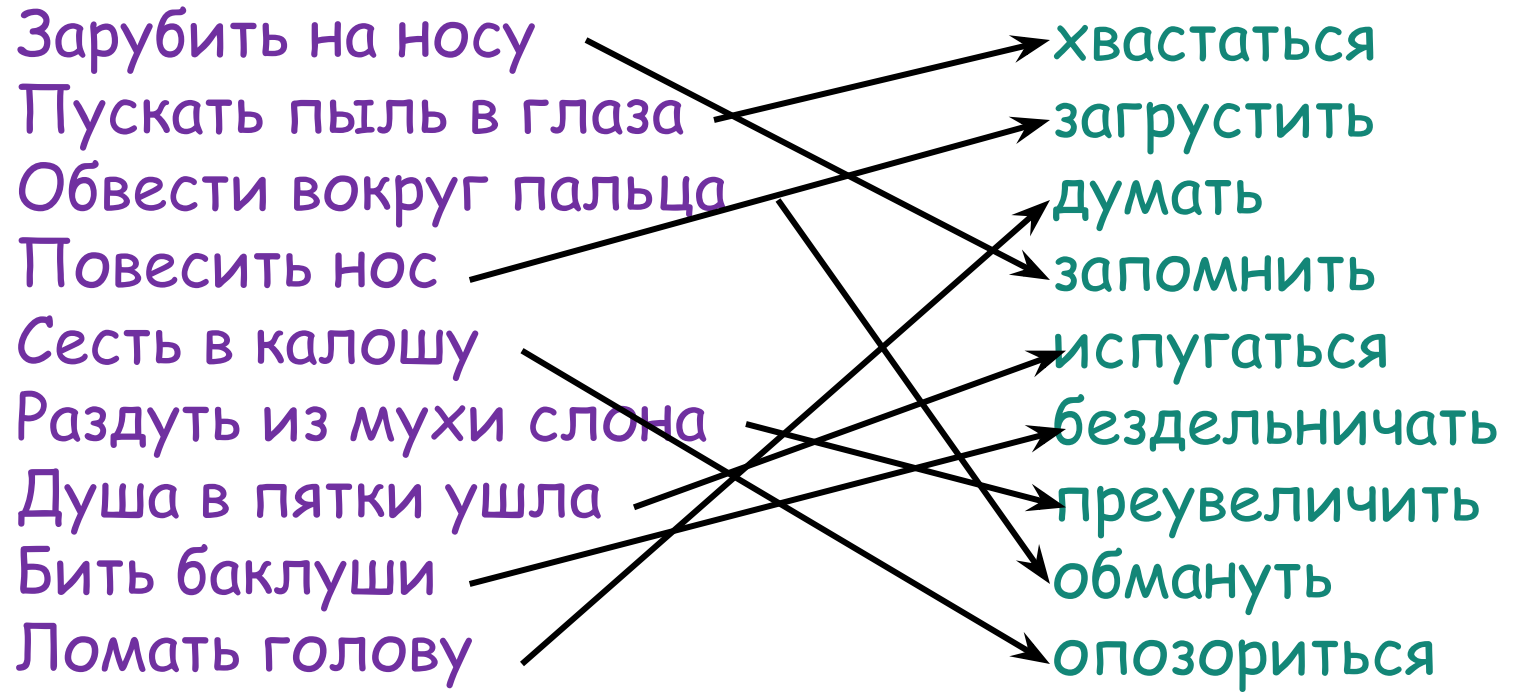 Зарубить на носу
Пускать пыль в глаза
Обвести вокруг пальца
Повесить нос
Сесть в калошу
Раздуть из мухи слона
Душа в пятки ушла
Бить баклуши
Ломать голову
хвастаться
загрустить
думать
запомнить
испугаться
бездельничать
преувеличить
обмануть
опозориться